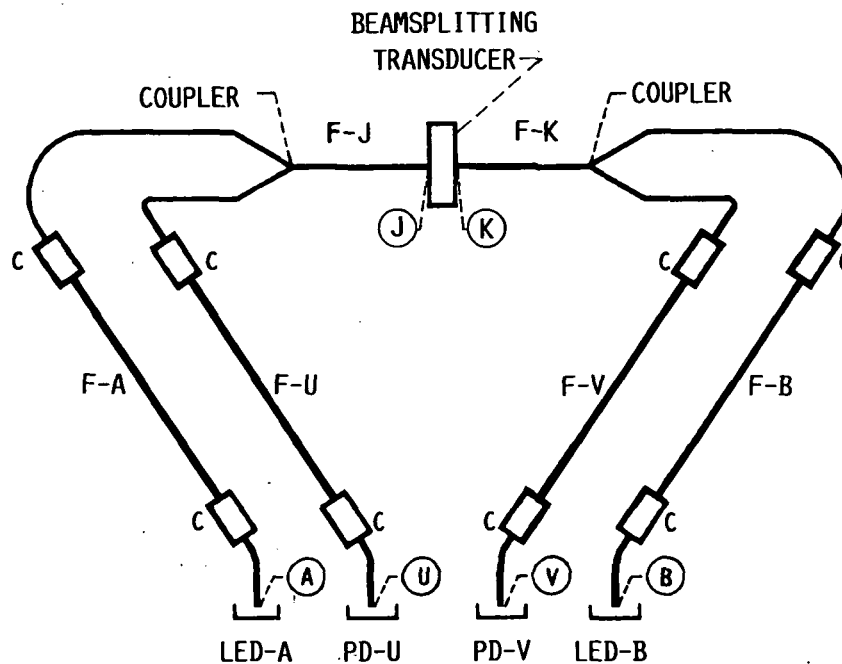 BEAMSPLITTING
TRANSDUCER
COUPLER
F-J
F-K
COUPLER
J
K
C
C
C
F-A
F-U
F-V
F-B
C
C
C
C
A
U
V
B
LED-A
PD-U
PD-V
LED-B